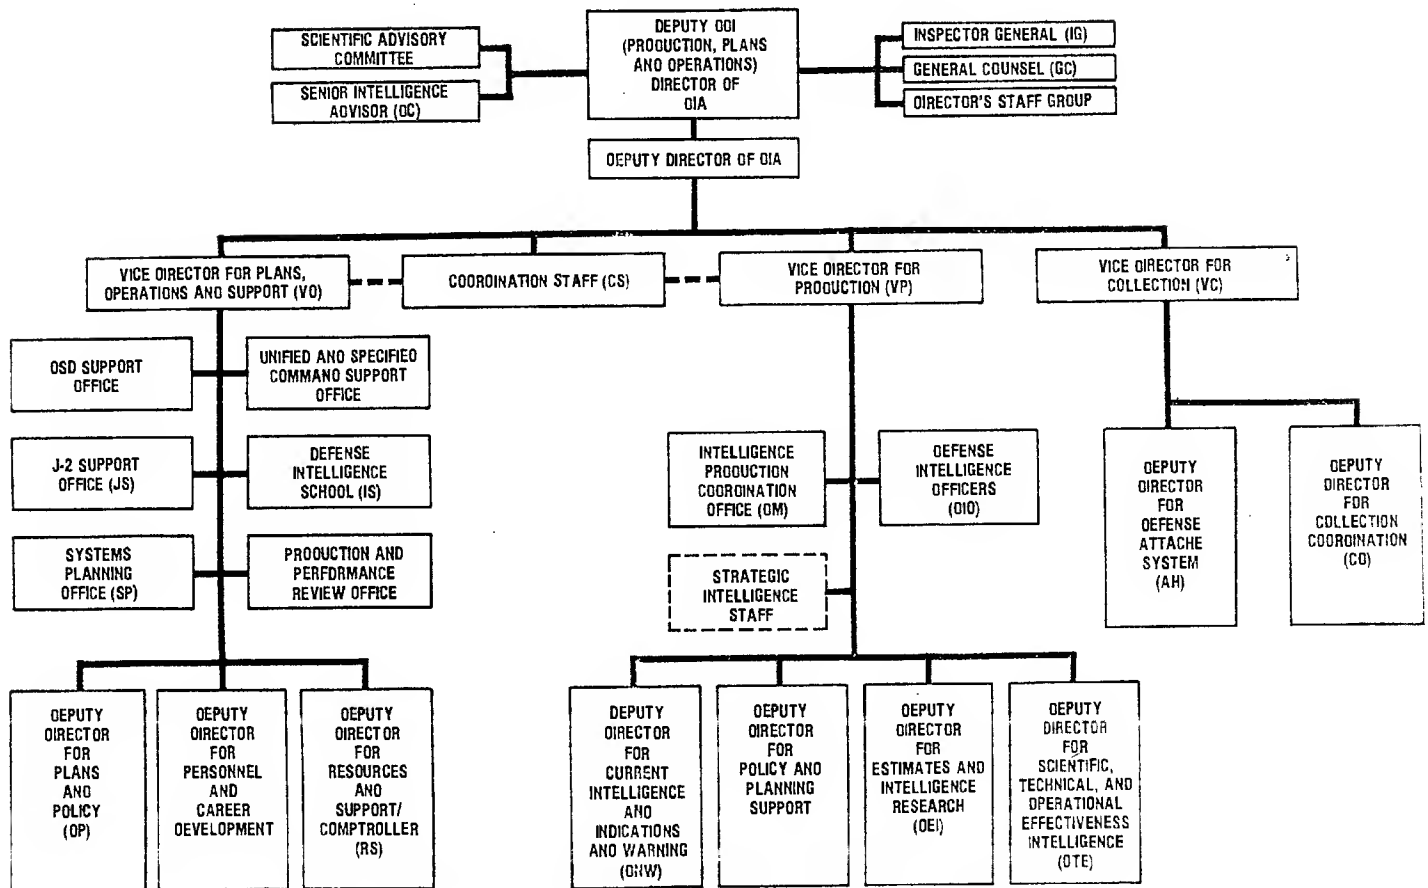 DEPUTY DDI
(PRODUCTION, PLANS
AND OPERATIONS)
DIRECTOR OF
DIA
SCIENTIFIC ADVISORY
COMMITTEE
SENIOR INTELLIGENCE
ADVISOR (DC)
INSPECTOR GENERAL (IG)
GENERAL COUNSEL (GC)
DIRECTOR'S STAFF GROUP
DEPUTY DIRECTOR OF DIA
VICE DIRECTOR FOR PLANS,
OPERATIONS AND SUPPORT (VO)
COORDINATION STAFF (CS)
VICE DIRECTOR FOR
PRODUCTION (VP)
VICE DIRECTOR FOR
COLLECTION (VC)
OSD SUPPORT
OFFICE
UNIFIED AND SPECIFIED
COMMAND SUPPORT
OFFICE
J-2 SUPPORT
OFFICE (JS)
DEFENSE
INTELLIGENCE
SCHOOL (IS)
SYSTEMS
PLANNING
OFFICE (SP)
PRODUCTION AND
PERFORMANCE
REVIEW OFFICE
INTELLIGENCE
PRODUCTION
COORDINATION
OFFICE (DM)
DEFENSE
INTELLIGENCE
OFFICERS
(DIO)
STRATEGIC
INTELLIGENCE
STAFF
DEPUTY
DIRECTOR
FOR
DEFENSE
ATTACHE
SYSTEM
(AH)
DEPUTY
DIRECTOR
FOR
COLLECTION
COORDINATION
(CO)
DEPUTY
DIRECTOR
FOR
PLANS
AND
POLICY
(DP)
DEPUTY
DIRECTOR
FOR
PERSONNEL
AND
CAREER
DEVELOPMENT
DEPUTY
DIRECTOR
FOR
RESOURCES
AND
SUPPORT/
COMPTROLLER
(RS)
DEPUTY
DIRECTOR
FOR
CURRENT
INTELLIGENCE
AND
INDICATIONS
AND WARNING
(DNW)
DEPUTY
DIRECTOR
FOR
POLICY AND
PLANNING
SUPPORT
DEPUTY
DIRECTOR
FOR
ESTIMATES AND
INTELLIGENCE
RESEARCH
(DEI)
DEPUTY
DIRECTOR
FOR
SCIENTIFIC,
TECHNICAL, AND
OPERATIONAL
EFFECTIVENESS
INTELLIGENCE
(DTE)